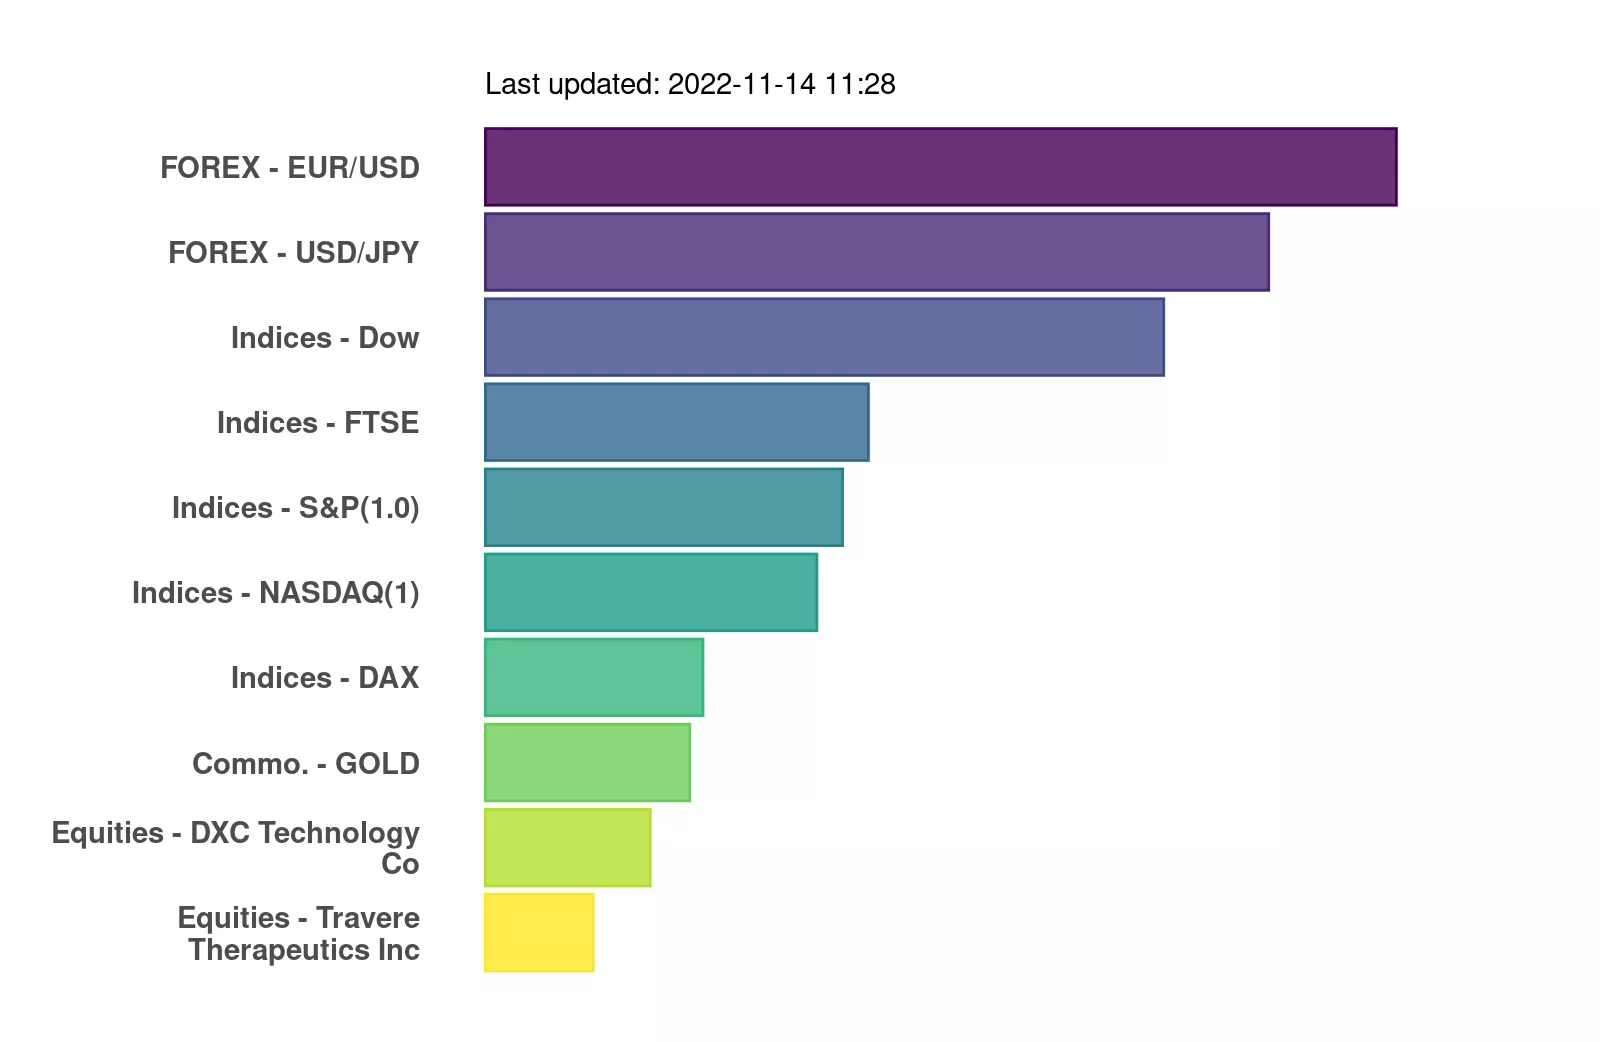 Last updated: 2022-11-14 11:28
FOREX - EUR/USD
FOREX - USD/JPY
Indices - Dow
Indices - FTSE
Indices - S&P(1.0)
Indices - NASDAQ(1)
Indices - DAX
Commo. - GOLD
Equities - DXC Technology
Co
Equities - Travere
Therapeutics Inc